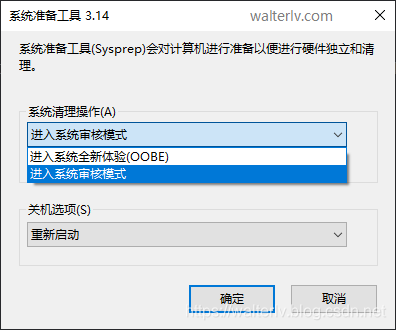 系统准备工具 3.14
walterlv.com
系统准备工具(Sysprep)会对计算机进行准备以便进行硬件独立和清
理。
系统清理操作(A)
进入系统审核模式
进入系统全新体验(OOBE)
进入系统审核模式
关机选项(S)
重新启动
确定
取消
https://walterlv.blog.csdn.net